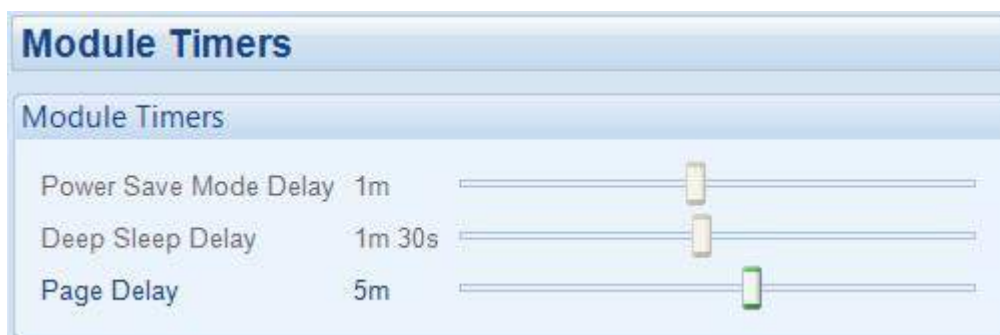 Module Timers
Module Timers
Power Save Mode Delay 1m
Deep Sleep Delay 1m 30s
Page Delay 5m